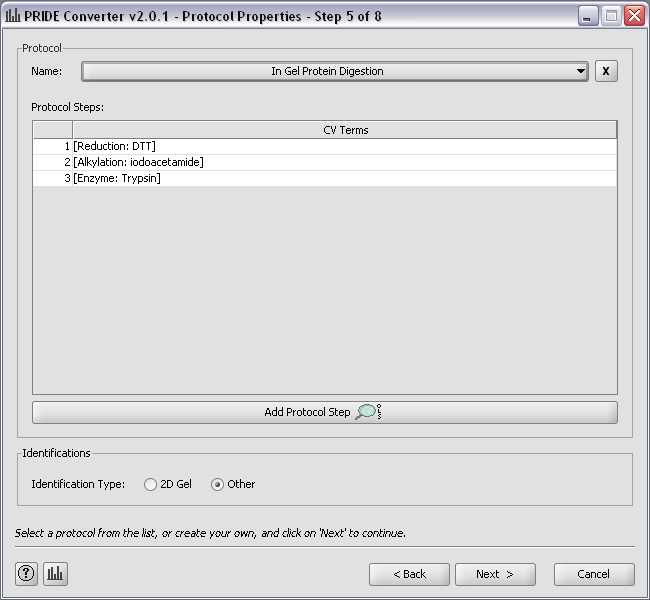 PRIDE Converter v2.0.1 - Protocol Properties - Step 5 of 8
Protocol
Name: In Gel Protein Digestion X
Protocol Steps:
CV Terms
1 [Reduction: DTT]
2 [Alkylation: iodoacetamide]
3 [Enzyme: Trypsin]
Add Protocol Step OLS
Identifications
Identification Type: 2D Gel Other
Select a protocol from the list, or create your own, and click on 'Next' to continue.
? < Back Next > Cancel